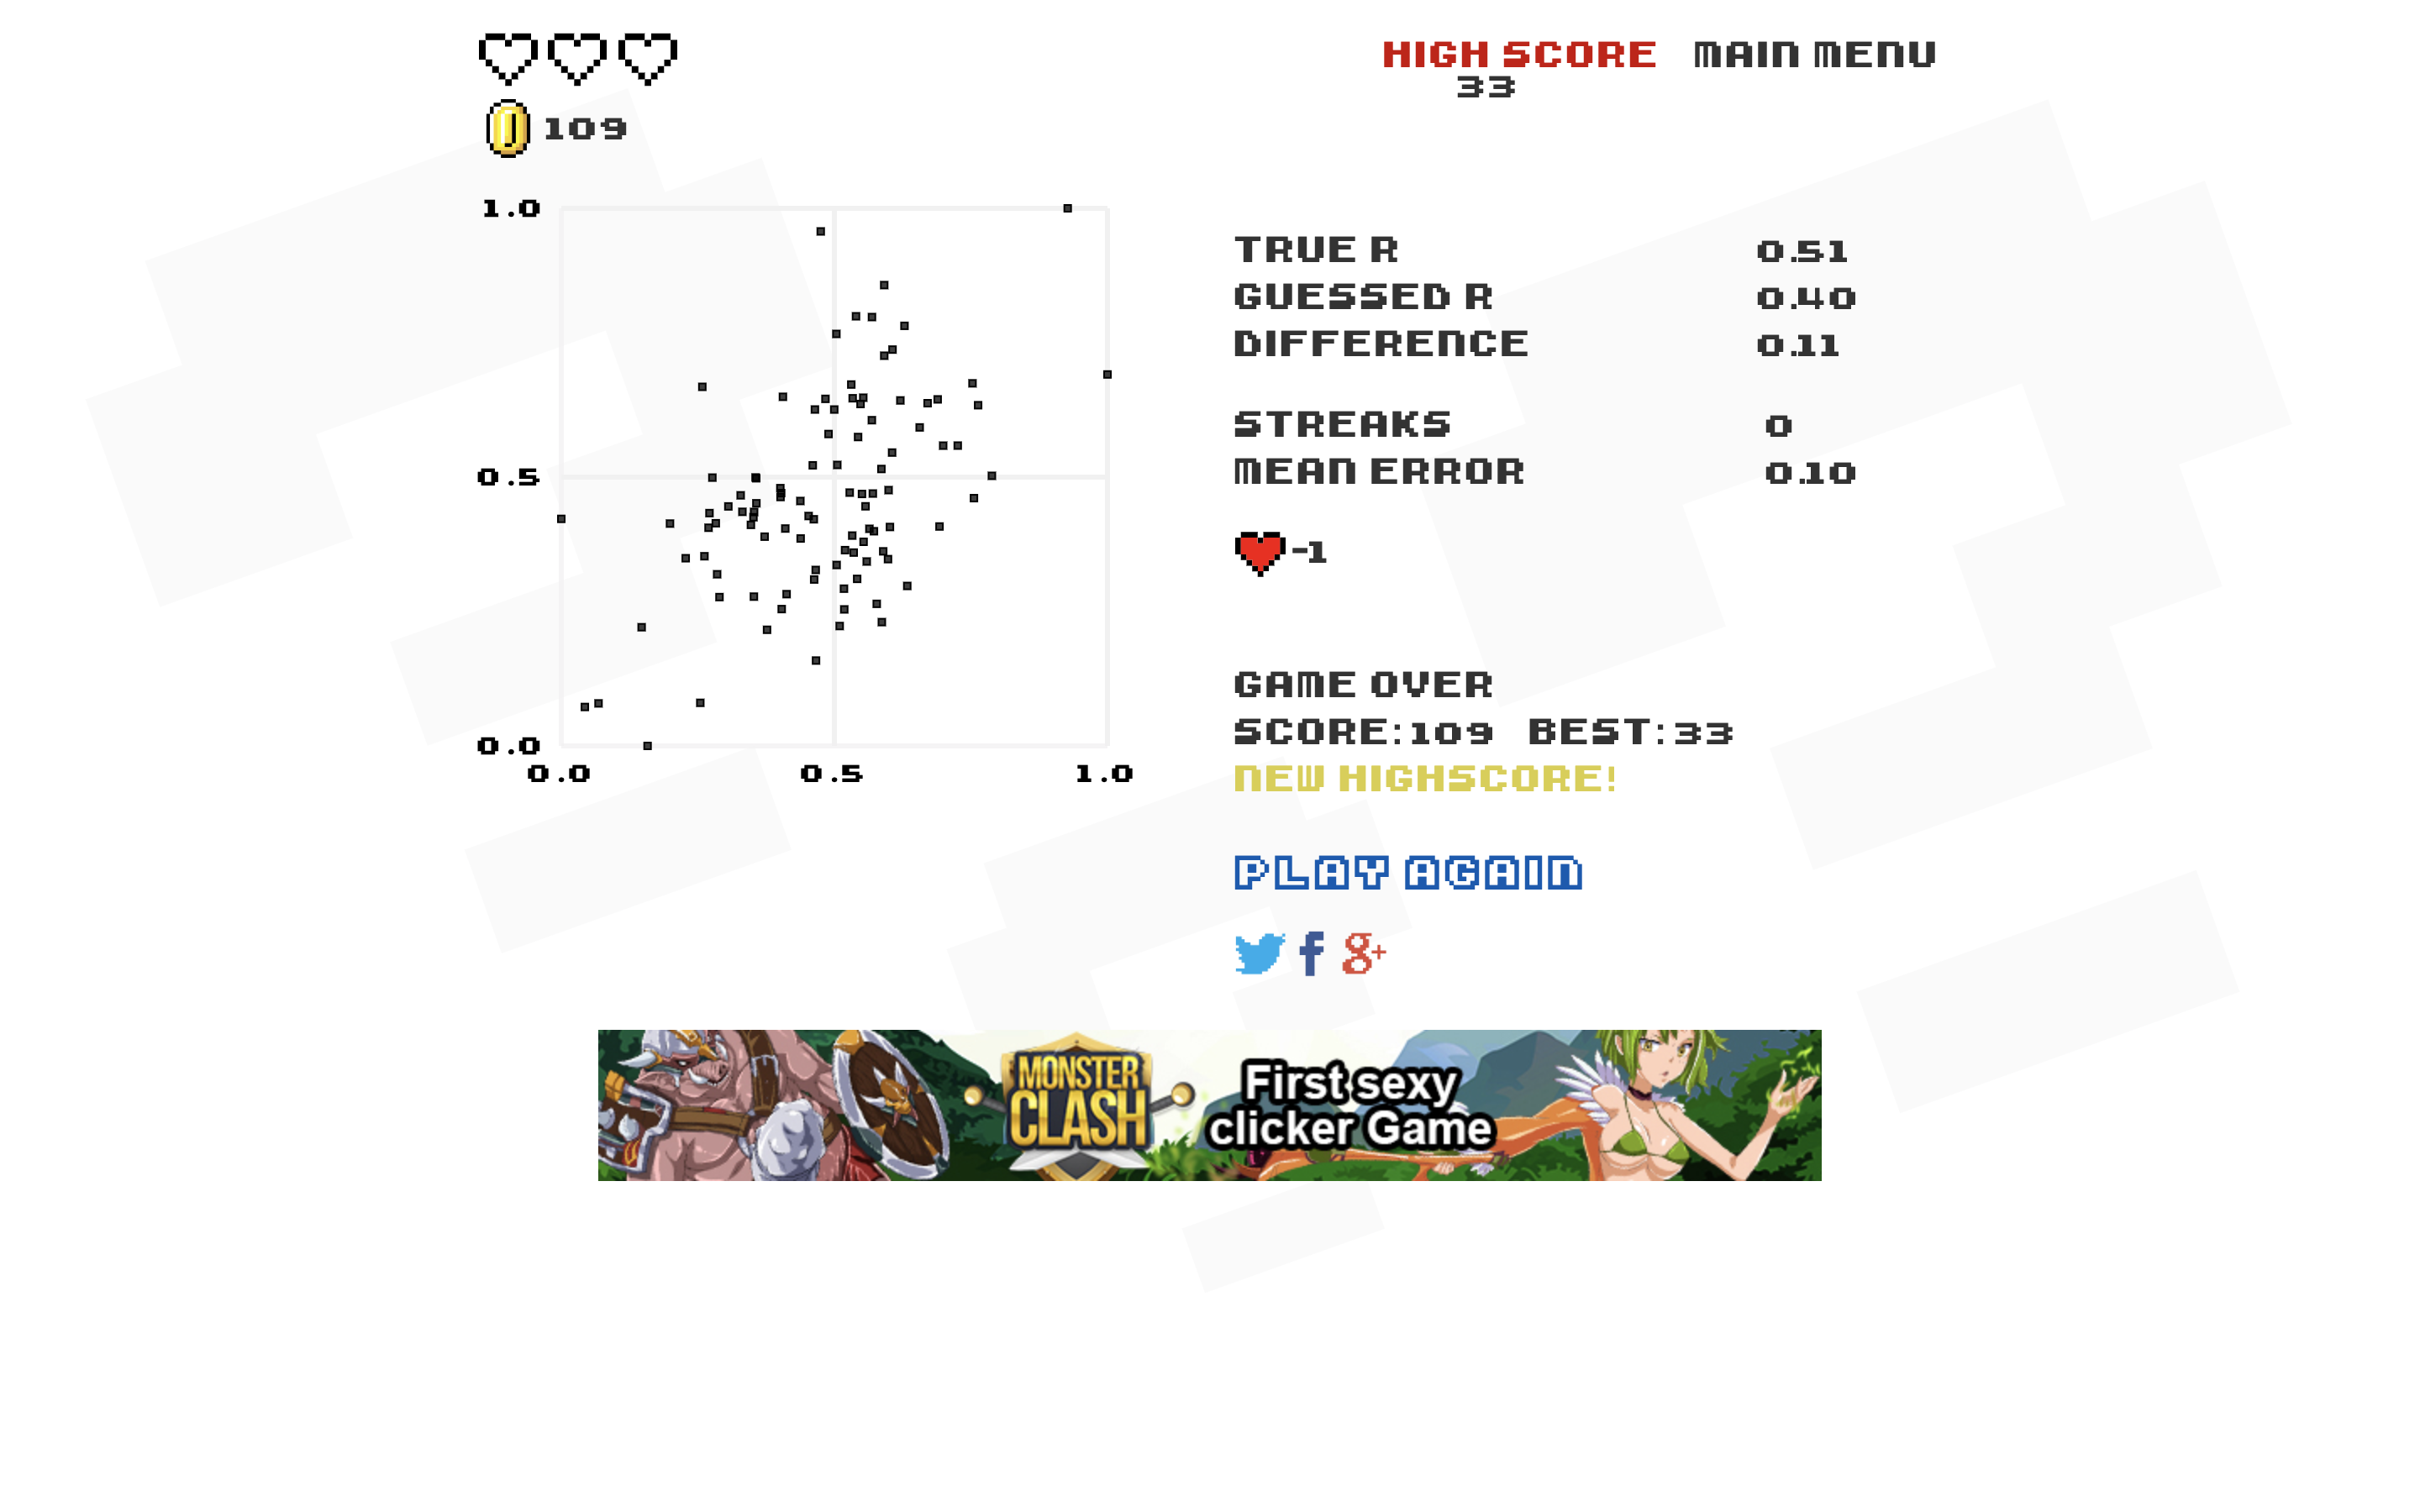 HIGH SCORE MAIN MENU
33
109
1.0
0.5
0.0
0.0 0.5 1.0
TRUE R 0.51
GUESSED R 0.40
DIFFERENCE 0.11
STREAKS 0
MEAN ERROR 0.10
-1
GAME OVER
SCORE:109 BEST:33
NEW HIGHSCORE!
PLAY AGAIN
f g+
MONSTER
CLASH
First sexy
clicker Game